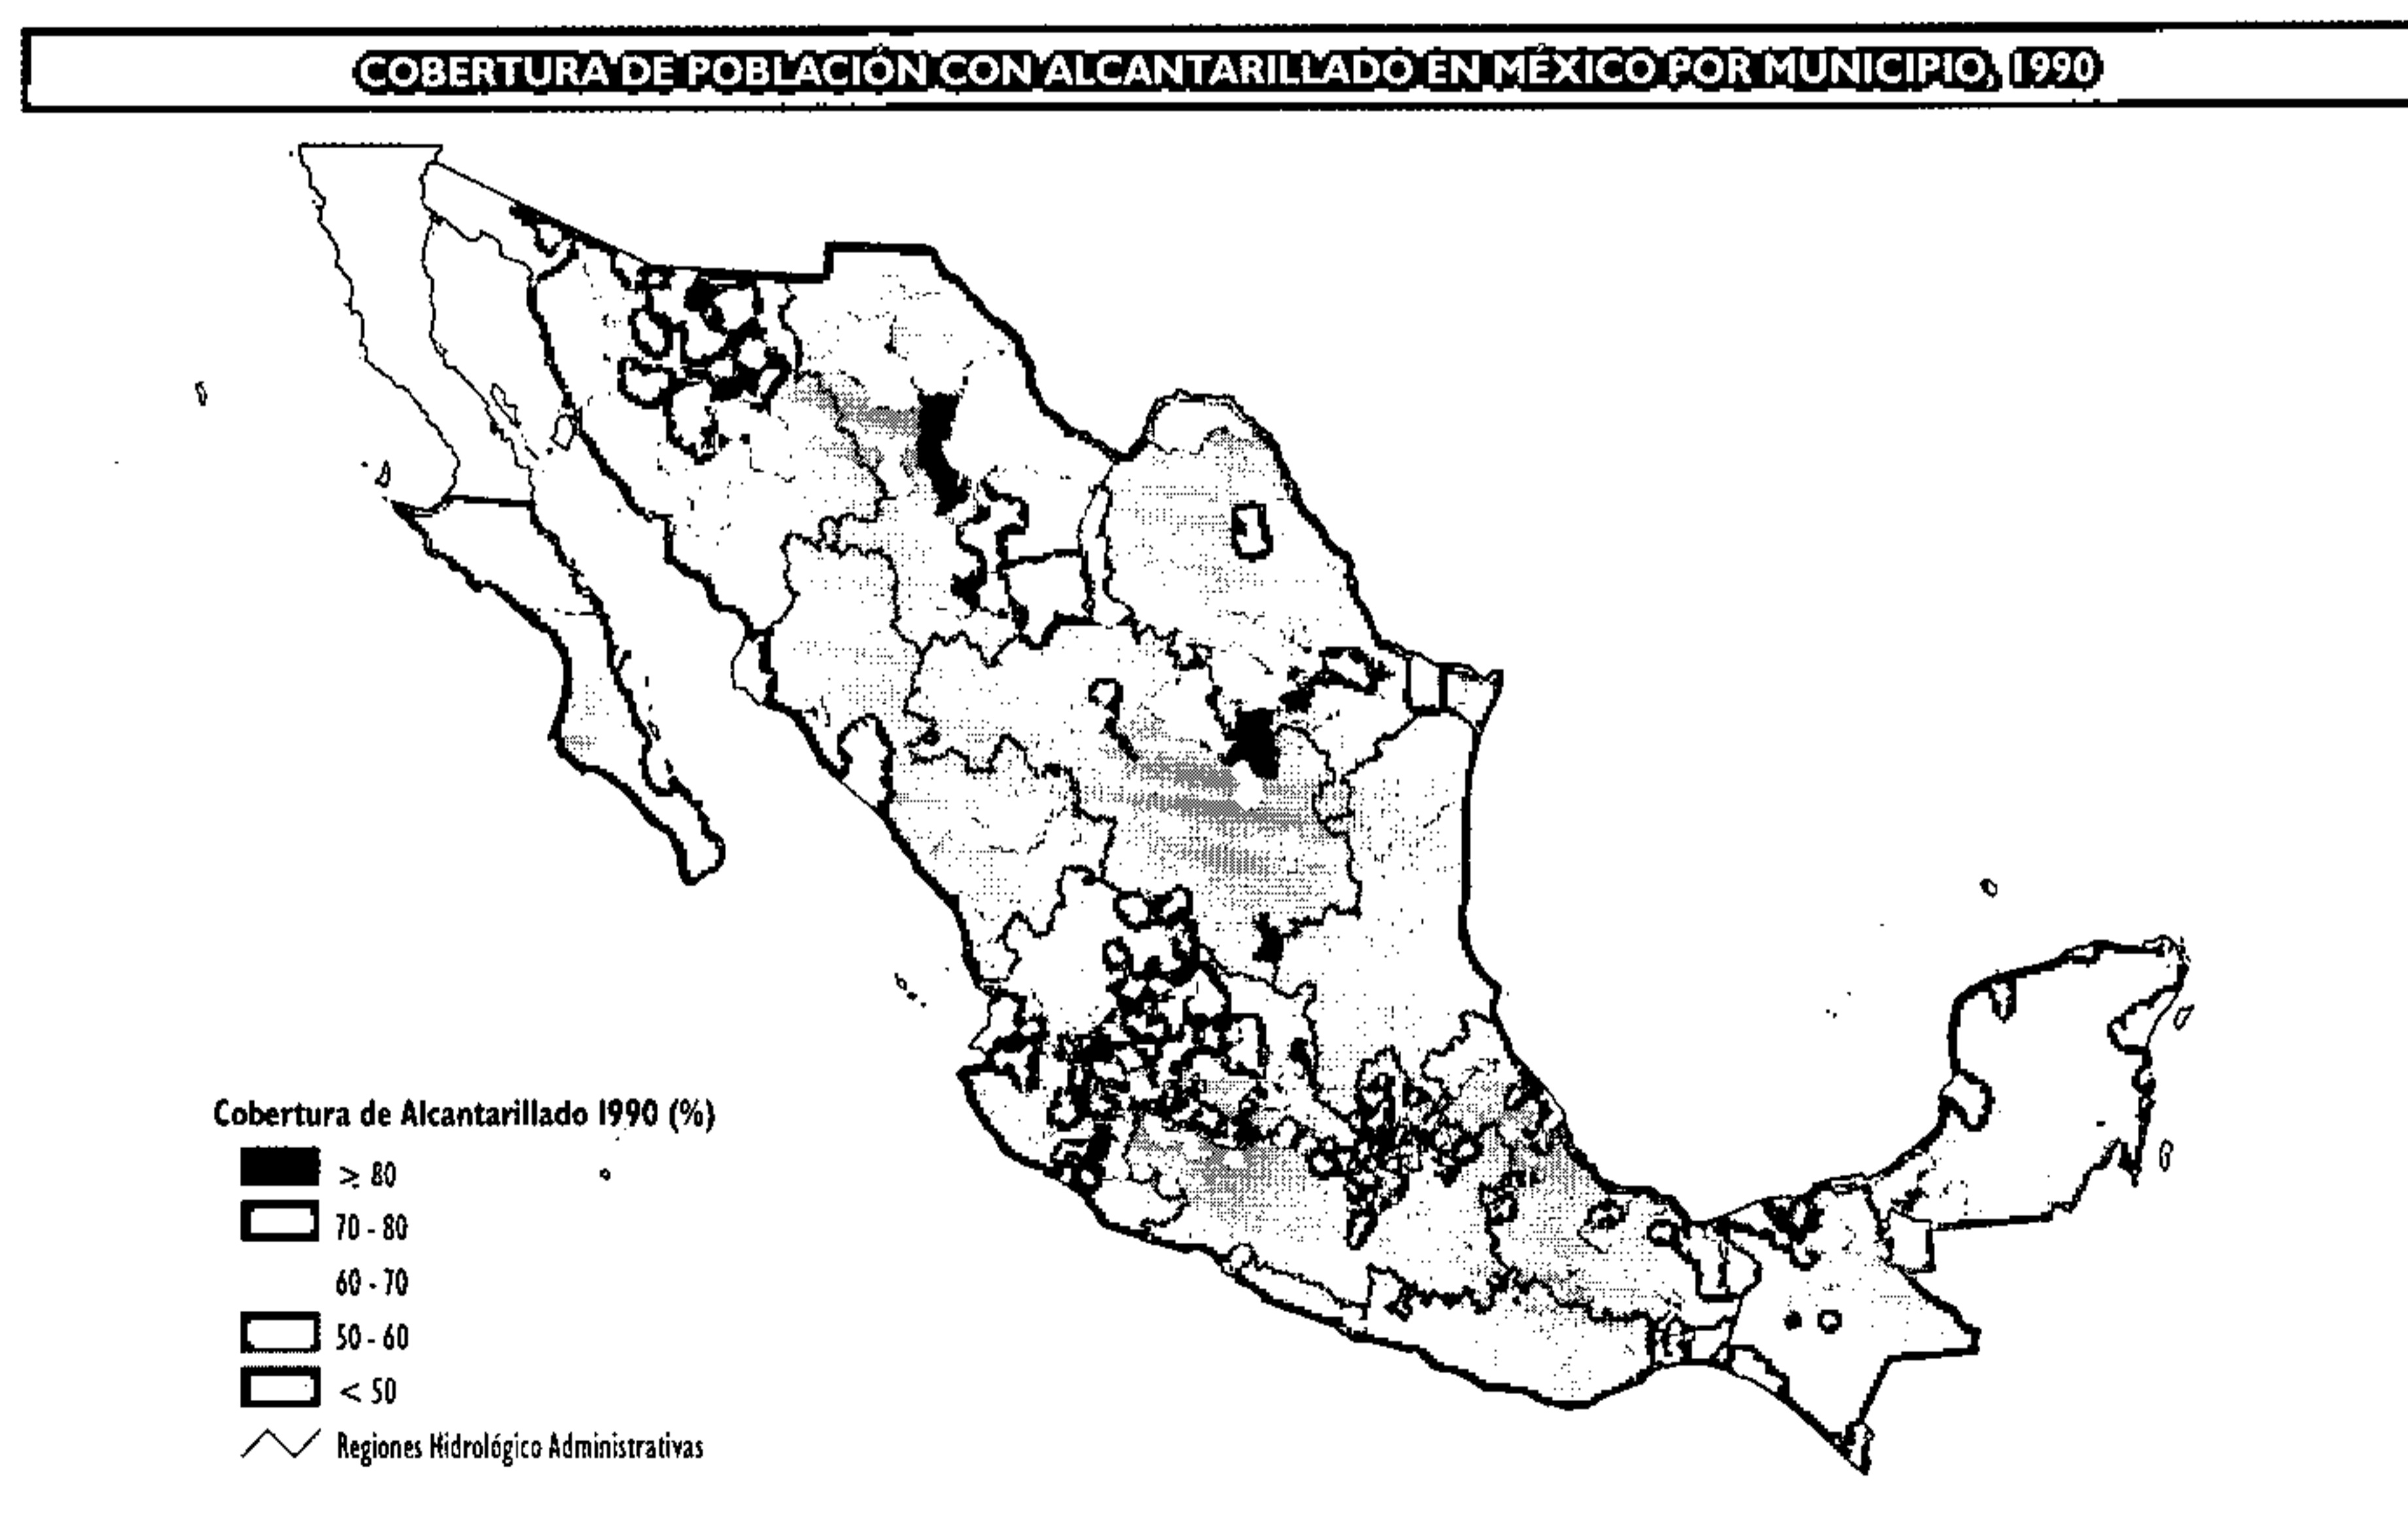 COBERTURA DE POBLACIÓN CON ALCANTARILLADO EN MÉXICO POR MUNICIPIO, 1990
Cobertura de Alcantarillado 1990 (%)
≥ 80
70 - 80
60 - 70
50 - 60
< 50
Regiones Hidrológico Administrativas